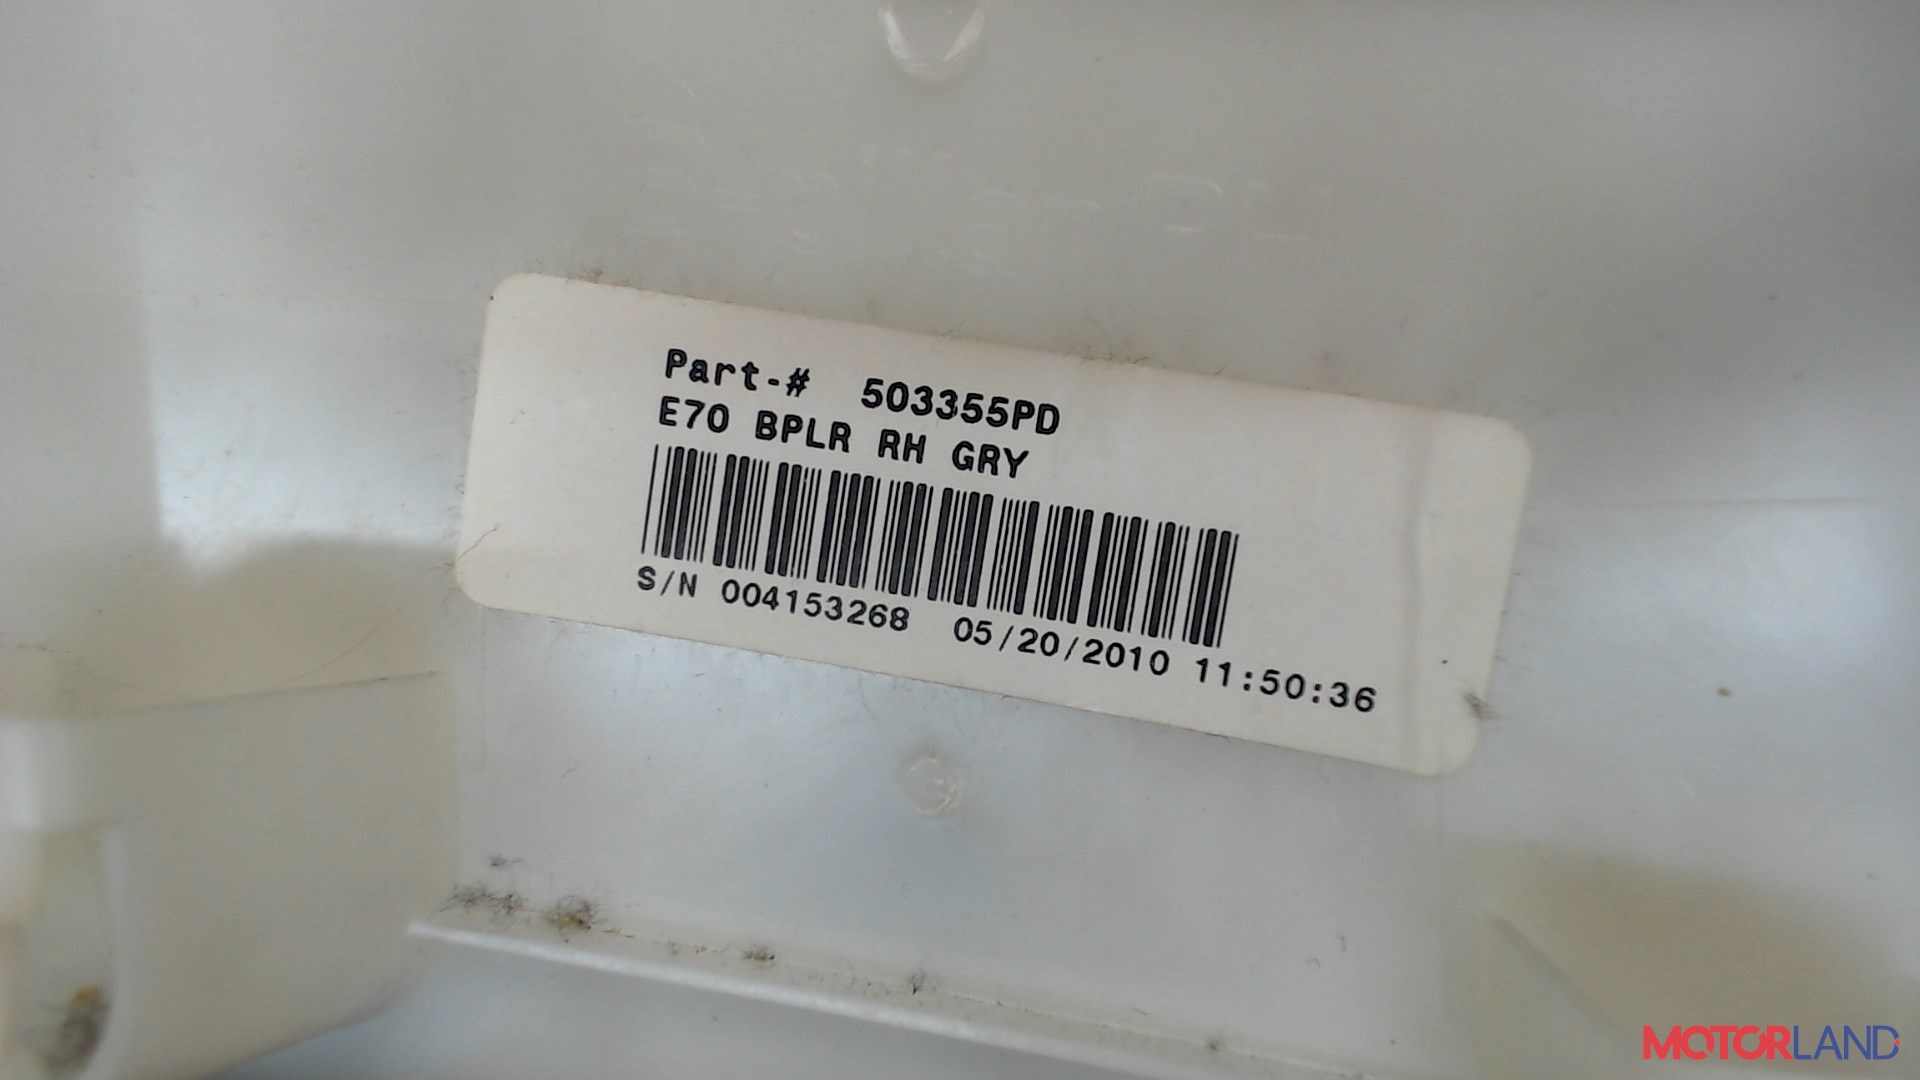 Part-# 503355PD
E70 BPLR RH GRY
S/N 004153268 05/20/2010 11:50:36
MOTORLAND